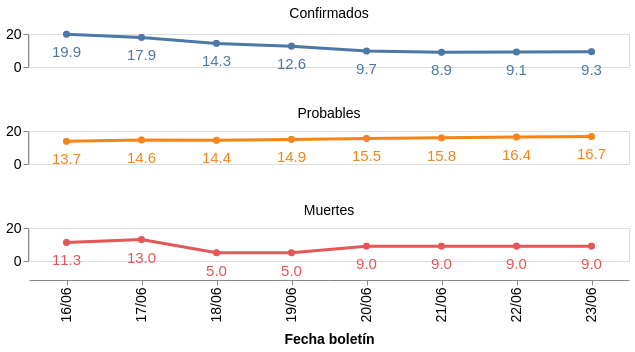 Confirmados
20
0
19.9 17.9 14.3 12.6 9.7 8.9 9.1 9.3
Probables
20
0
13.7 14.6 14.4 14.9 15.5 15.8 16.4 16.7
Muertes
20
0
11.3 13.0 5.0 5.0 9.0 9.0 9.0 9.0
16/06 17/06 18/06 19/06 20/06 21/06 22/06 23/06
Fecha boletín